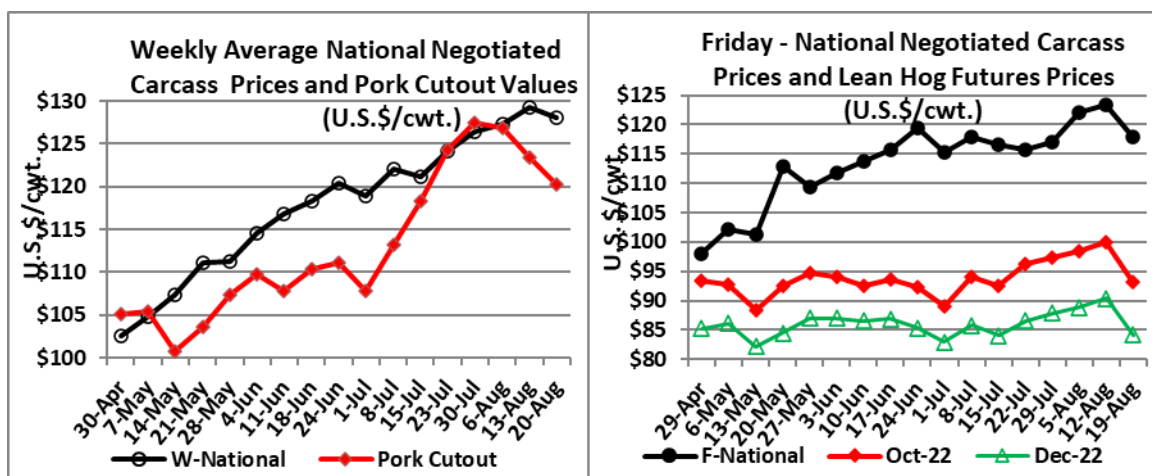 Weekly Average National Negotiated
Carcass Prices and Pork Cutout Values
(U.S.$/cwt.)
U.S. $/cwt.
$130
$125
$120
$115
$110
$105
$100
30-Apr
7-May
14-May
21-May
28-May
4-Jun
11-Jun
18-Jun
24-Jun
1-Jul
8-Jul
15-Jul
23-Jul
30-Jul
6-Aug
13-Aug
20-Aug
W-National
Pork Cutout
Friday - National Negotiated Carcass
Prices and Lean Hog Futures Prices
(U.S.$/cwt.)
U.S. $/cwt.
$125
$120
$115
$110
$105
$100
$95
$90
$85
$80
29-Apr
6-May
13-May
20-May
27-May
3-Jun
10-Jun
17-Jun
24-Jun
1-Jul
8-Jul
15-Jul
22-Jul
29-Jul
5-Aug
12-Aug
19-Aug
F-National
Oct-22
Dec-22